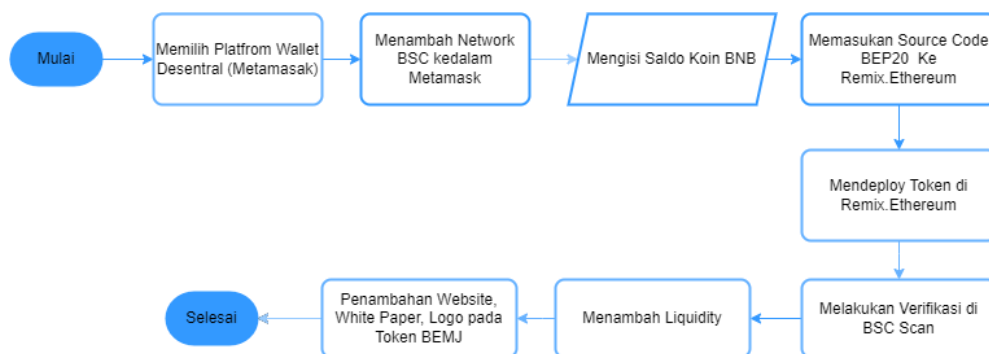 Mulai
Memilih Platfrom Wallet
Desentral (Metamasak)
Menambah Network
BSC kedalam
Metamask
Mengisi Saldo Koin BNB
Memasukan Source Code
BEP20 Ke
Remix.Ethereum
Mendeploy Token di
Remix.Ethereum
Melakukan Verifikasi di
BSC Scan
Menambah Liquidity
Penambahan Website,
White Paper, Logo pada
Token BEMJ
Selesai